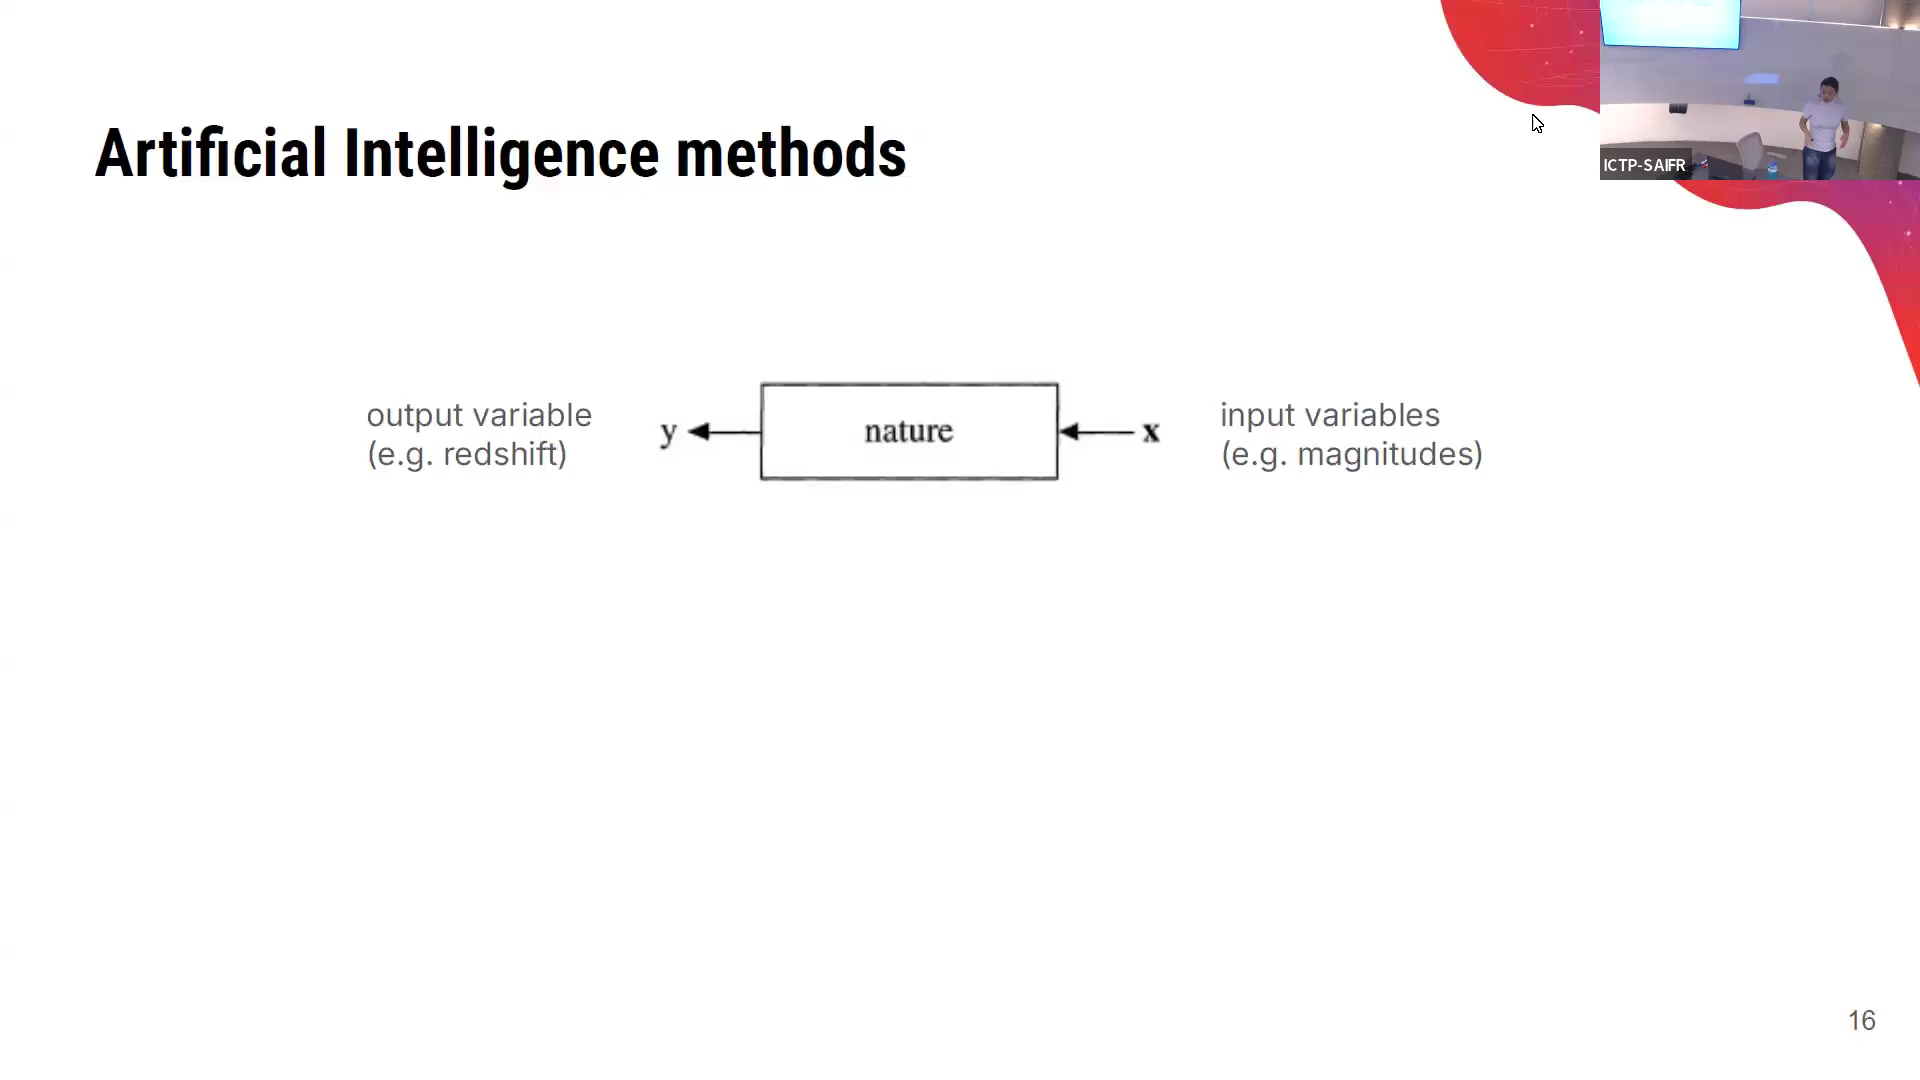 ICTP-SAIFR
Artificial Intelligence methods
output variable
(e.g. redshift)
y
nature
x
input variables
(e.g. magnitudes)
16